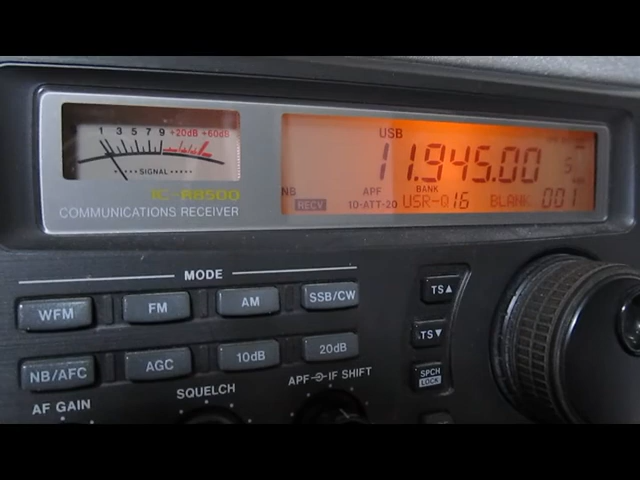 1 3 5 7 9 +20dB +60dB
SIGNAL
IC-R8500
COMMUNICATIONS RECEIVER
USB
11.945.00
5
NB APF BANK
RECV 10-ATT-20 USR-016 BLANK 001
MODE
WFM FM AM SSB/CW
NB/AFC AGC 10dB 20dB
TS▲
TS▼
SPCH
LOCK
AF GAIN SQUELCH APF IF SHIFT